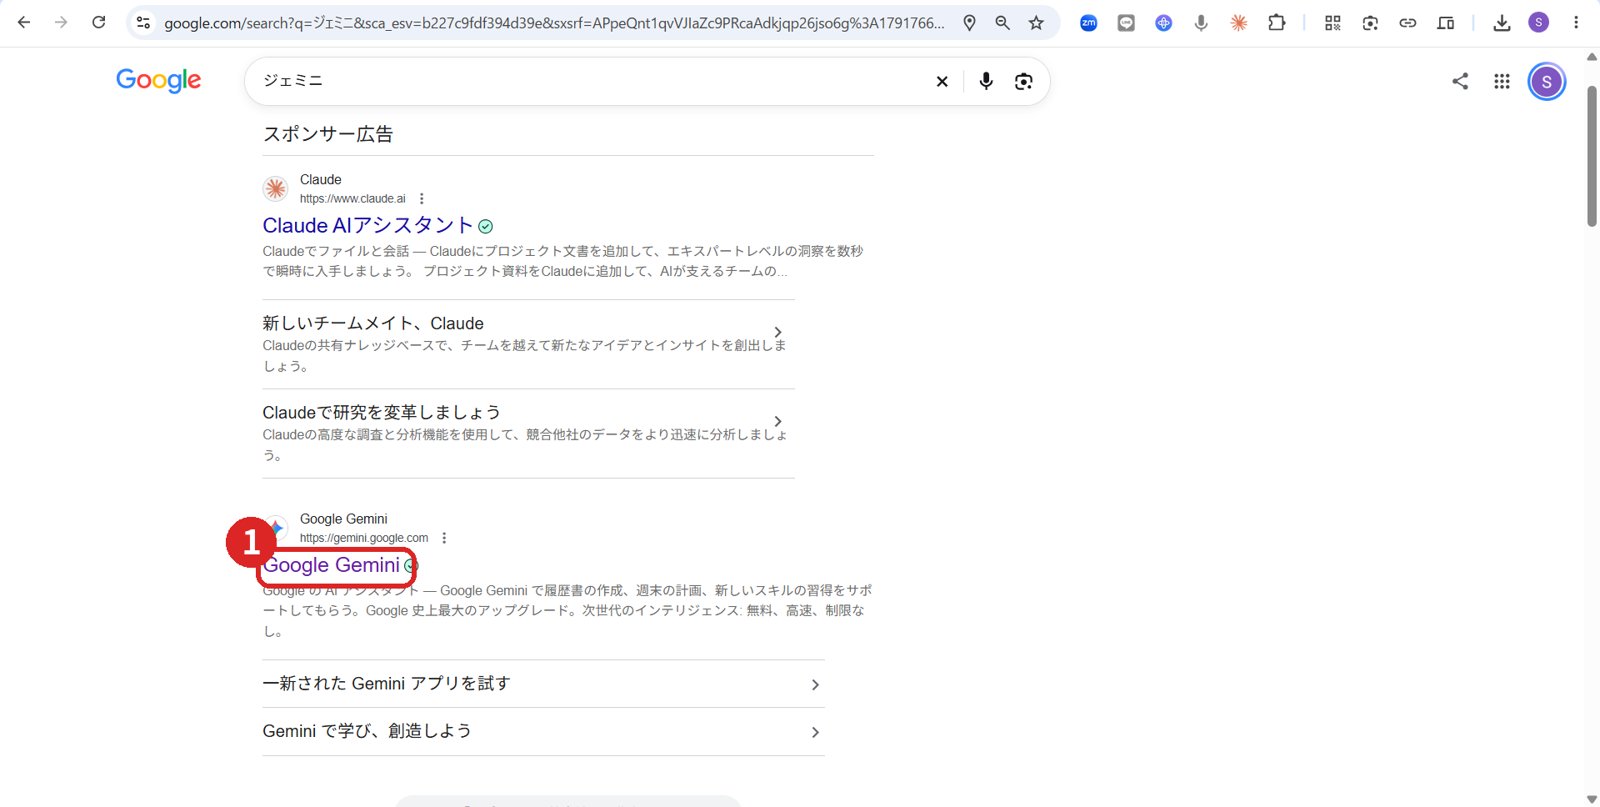 google.com/search?q=ジェミニ&sca_esv=b227c9fdf394d39e&sxsrf=APpeQnt1qvVJIaZc9PRcaAdkjqp26jso6g%3A1791766...
zm
S
Google
ジェミニ
S
スポンサー広告
Claude
https://www.claude.ai
Claude AIアシスタント
Claudeでファイルと会話 — Claudeにプロジェクト文書を追加して、エキスパートレベルの洞察を数秒
で瞬時に入手しましょう。 プロジェクト資料をClaudeに追加して、AIが支えるチームの...
新しいチームメイト、Claude
Claudeの共有ナレッジベースで、チームを越えて新たなアイデアとインサイトを創出しま
しょう。
Claudeで研究を変革しましょう
Claudeの高度な調査と分析機能を使用して、競合他社のデータをより迅速に分析しましょ
う。
Google Gemini
https://gemini.google.com
1
Google Gemini
Google の AI アシスタント — Google Gemini で履歴書の作成、週末の計画、新しいスキルの習得をサポ
ートしてもらう。Google 史上最大のアップグレード。次世代のインテリジェンス: 無料、高速、制限な
し。
一新された Gemini アプリを試す
Gemini で学び、創造しよう